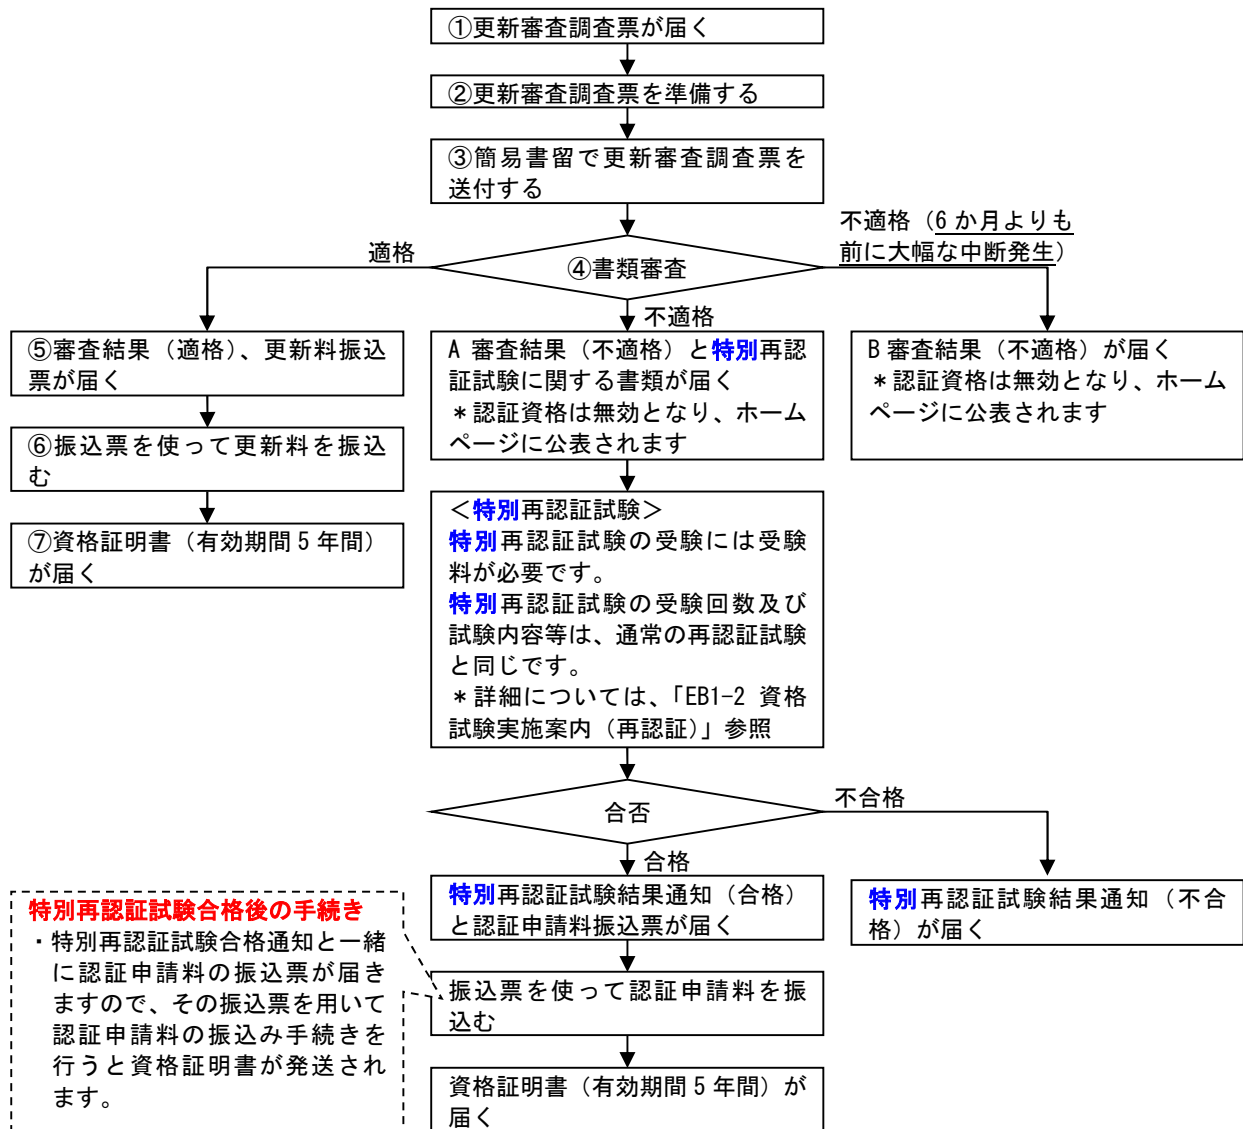 ①更新審査調査票が届く
②更新審査調査票を準備する
③簡易書留で更新審査調査票を
送付する
④書類審査
適格
不適格（6 か月よりも
前に大幅な中断発生）
不適格
⑤審査結果（適格）、更新料振込
票が届く
⑥振込票を使って更新料を振込
む
⑦資格証明書（有効期間 5 年間）
が届く
A 審査結果（不適格）と特別再認
証試験に関する書類が届く
＊認証資格は無効となり、ホーム
ページに公表されます
B 審査結果（不適格）が届く
＊認証資格は無効となり、ホーム
ページに公表されます
＜特別再認証試験＞
特別再認証試験の受験には受験
料が必要です。
特別再認証試験の受験回数及び
試験内容等は、通常の再認証試験
と同じです。
＊詳細については、「EB1-2 資格
試験実施案内（再認証）」参照
合否
不合格
合格
特別再認証試験結果通知（合格）
と認証申請料振込票が届く
特別再認証試験結果通知（不合
格）が届く
振込票を使って認証申請料を振
込む
資格証明書（有効期間 5 年間）が
届く
特別再認証試験合格後の手続き
・特別再認証試験合格通知と一緒
に認証申請料の振込票が届き
ますので、その振込票を用いて
認証申請料の振込み手続きを
行うと資格証明書が発送され
ます。